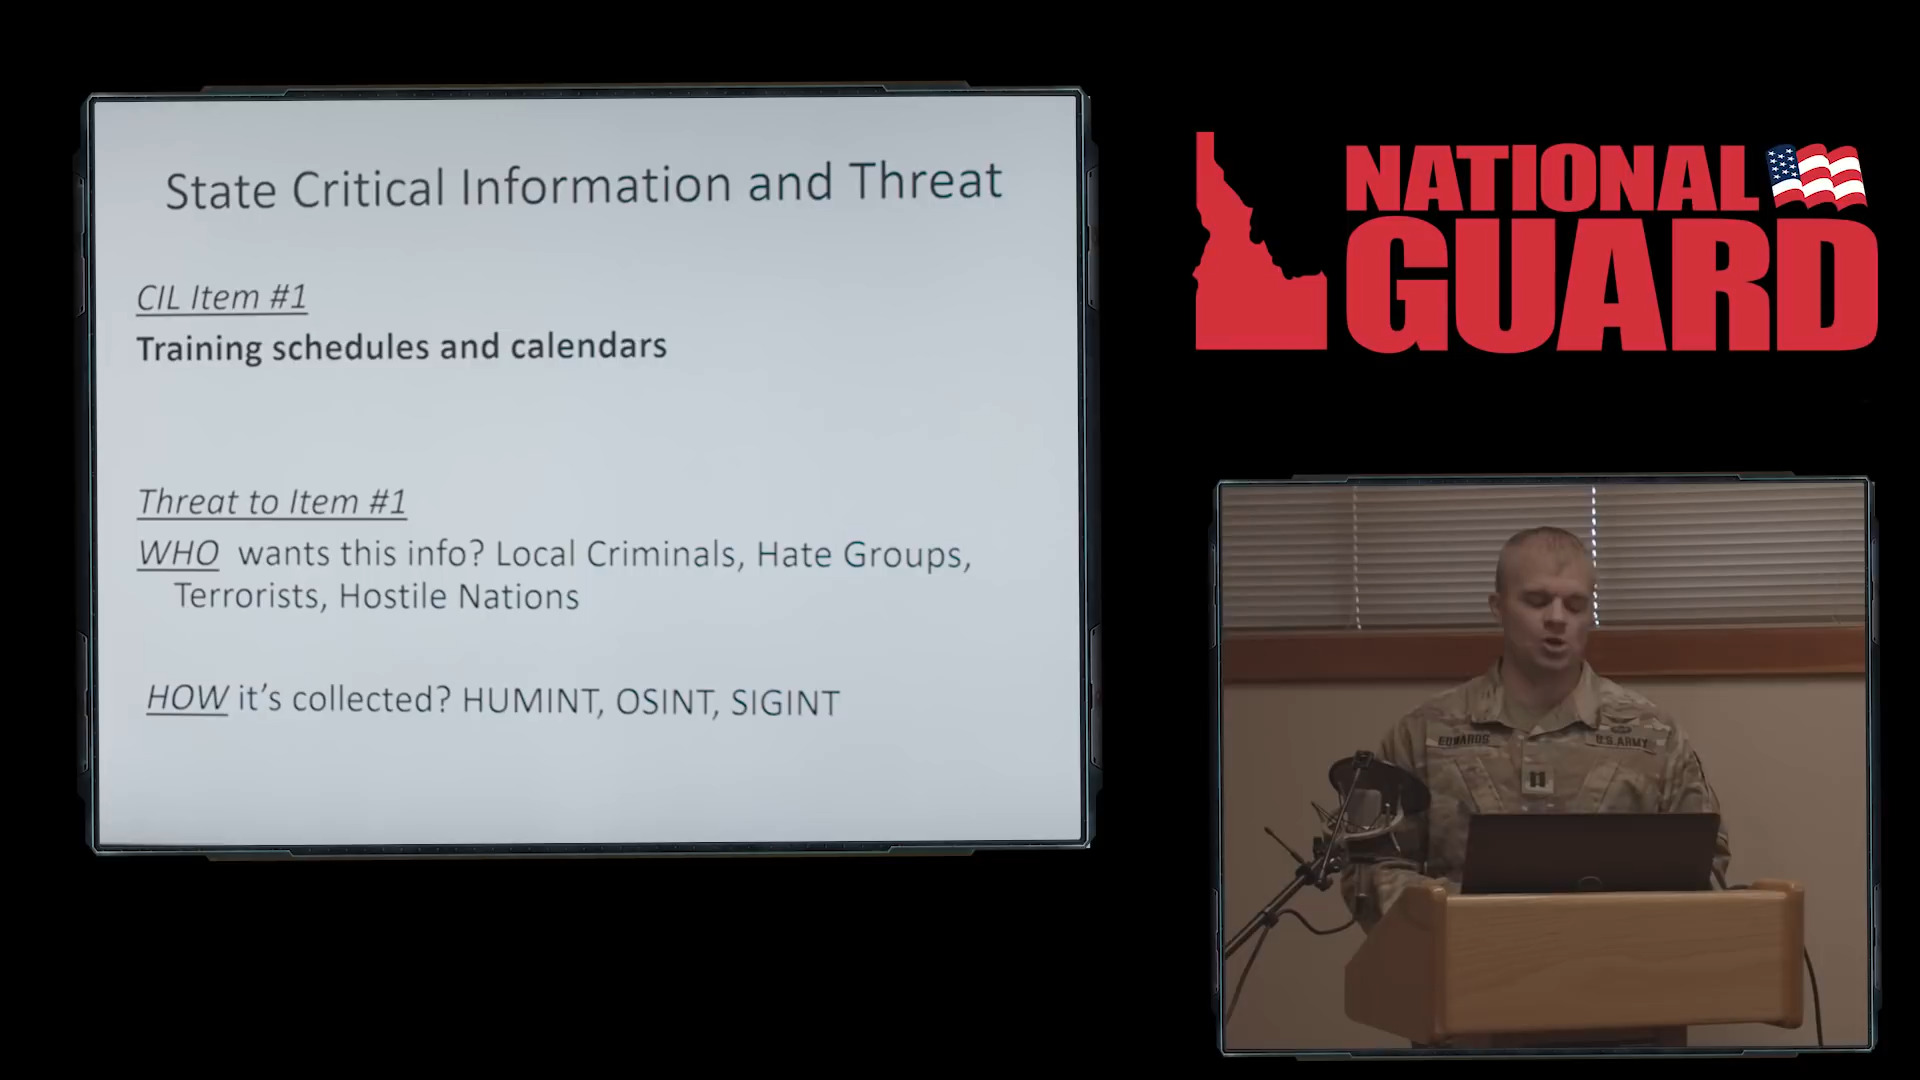 State Critical Information and Threat
CIL Item #1
Training schedules and calendars
Threat to Item #1
WHO wants this info? Local Criminals, Hate Groups,
Terrorists, Hostile Nations
HOW it's collected? HUMINT, OSINT, SIGINT
NATIONAL
GUARD
EDWARDS
U.S. ARMY